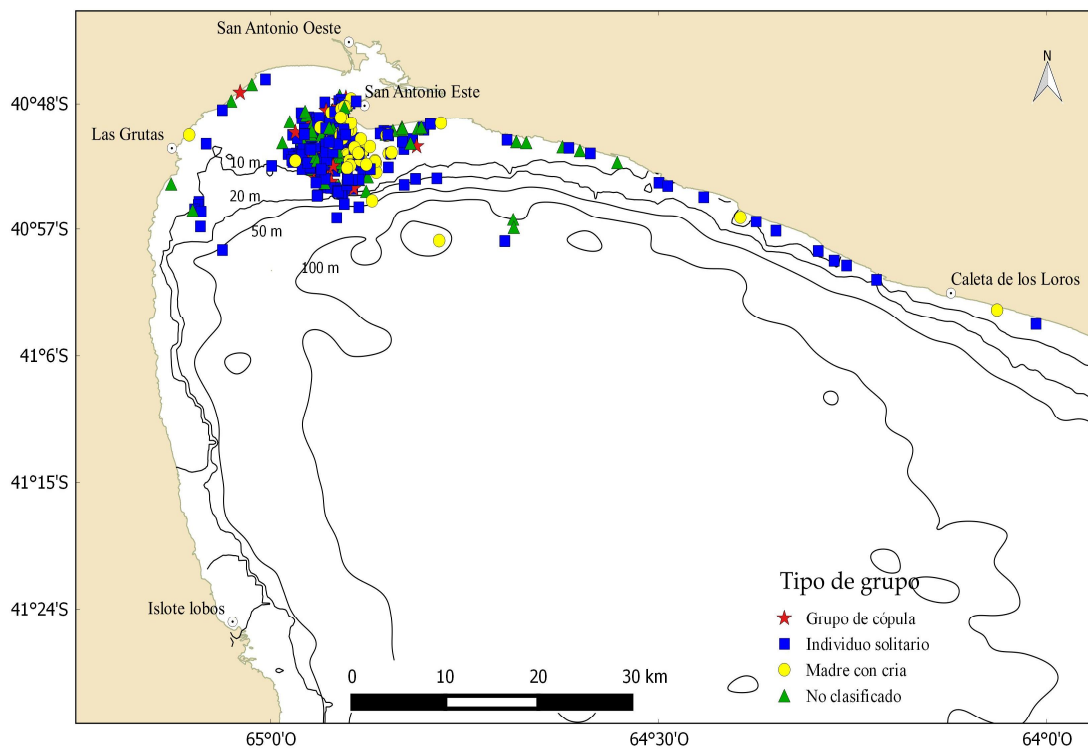 San Antonio Oeste
N
San Antonio Este
40°48'S
Las Grutas
10 m
20 m
40°57'S
50 m
100 m
Caleta de los Loros
41°6'S
41°15'S
Tipo de grupo
41°24'S
Islote lobos
Grupo de cópula
Individuo solitario
Madre con cria
No clasificado
0 10 20 30 km
65°0'O 64°30'O 64°0'O